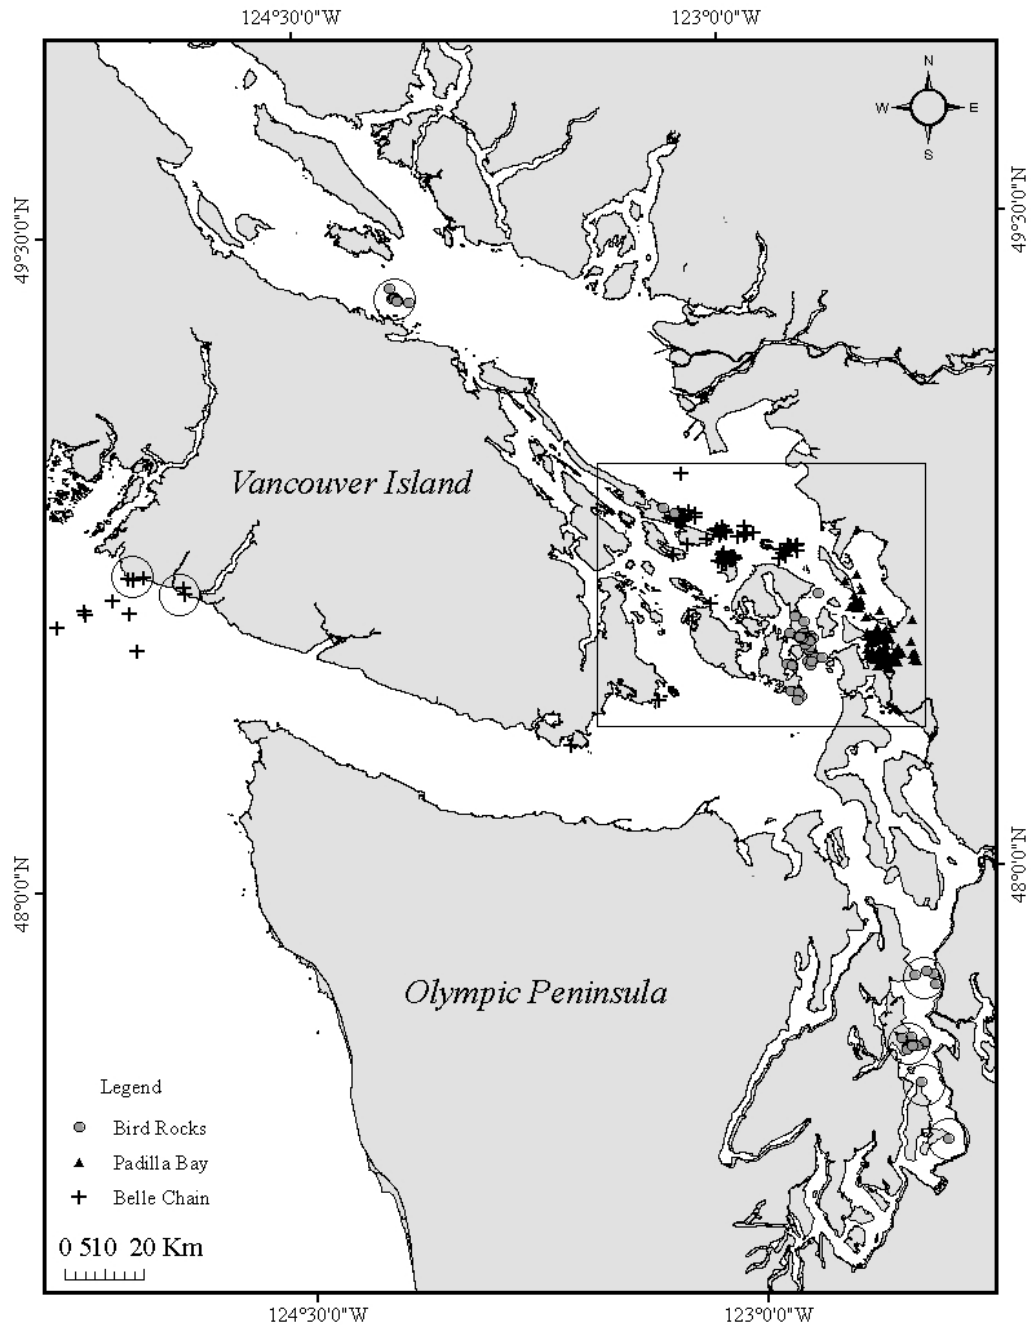 124°30'0"W 123°0'0"W
N
W E
S
49°30'0"N
49°30'0"N
Vancouver Island
48°0'0"N
48°0'0"N
Olympic Peninsula
Legend
Bird Rocks
Padilla Bay
Belle Chain
0 510 20 Km
124°30'0"W 123°0'0"W